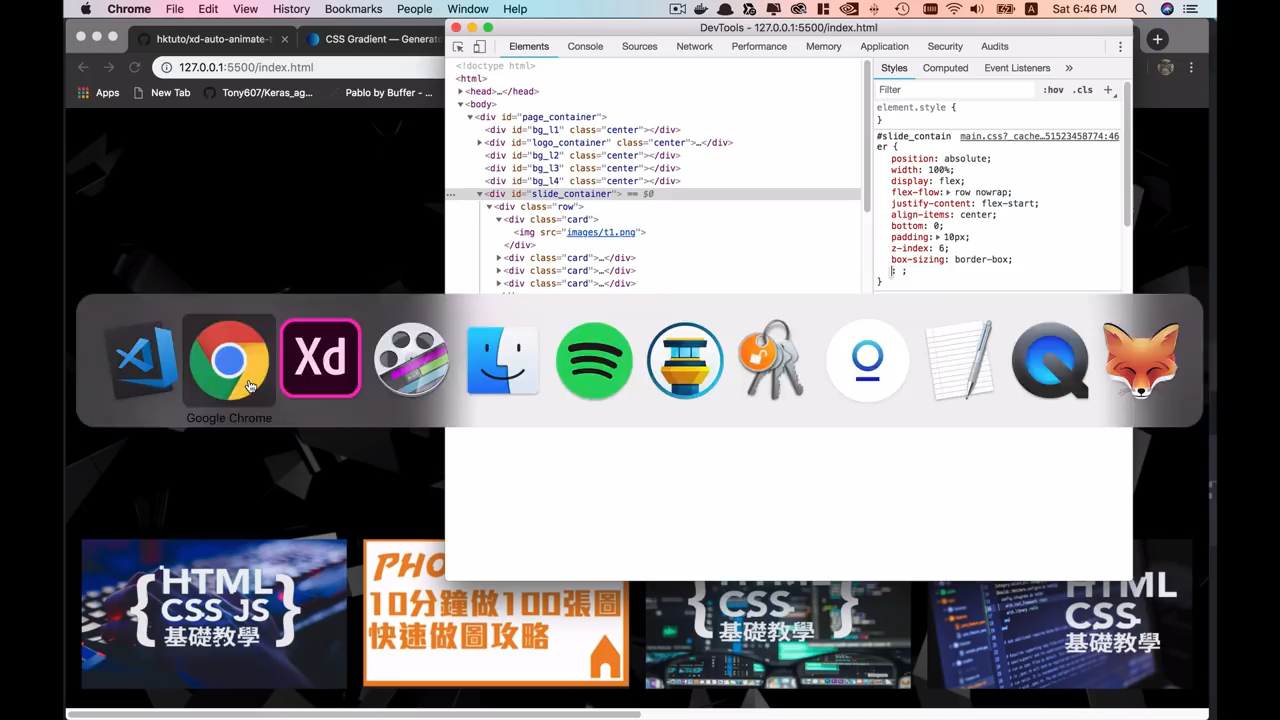 Chrome File Edit View History Bookmarks People Window Help
Sat 6:46 PM
DevTools - 127.0.0.1:5500/index.html
hktuto/xd-auto-animate-t
CSS Gradient — Generato
Elements Console Sources Network Performance Memory Application Security Audits
127.0.0.1:5500/index.html
Apps New Tab Tony607/Keras_ag... Pablo by Buffer - ...
<!doctype html>
<html>
<head>…</head>
<body>
<div id="page_container">
<div id="bg_l1" class="center"></div>
<div id="logo_container" class="center">…</div>
<div id="bg_l2" class="center"></div>
<div id="bg_l3" class="center"></div>
<div id="bg_l4" class="center"></div>
<div id="slide_container"> == $0
<div class="row">
<div class="card">
<img src="images/t1.png">
</div>
<div class="card">…</div>
<div class="card">…</div>
<div class="card">…</div>
Styles Computed Event Listeners »
Filter :hov .cls +
element.style {
}
#slide_contain main.css?_cache…51523458774:46
er {
position: absolute;
width: 100%;
display: flex;
flex-flow: row nowrap;
justify-content: flex-start;
align-items: center;
bottom: 0;
padding: 10px;
z-index: 6;
box-sizing: border-box;
: ;
}
Xd
Google Chrome
{ HTML }
CSS JS
基礎教學
PHO
10分鐘做100張圖
快速做圖攻略
{ HTML }
CSS
基礎教學
HTML
CSS
基礎教學